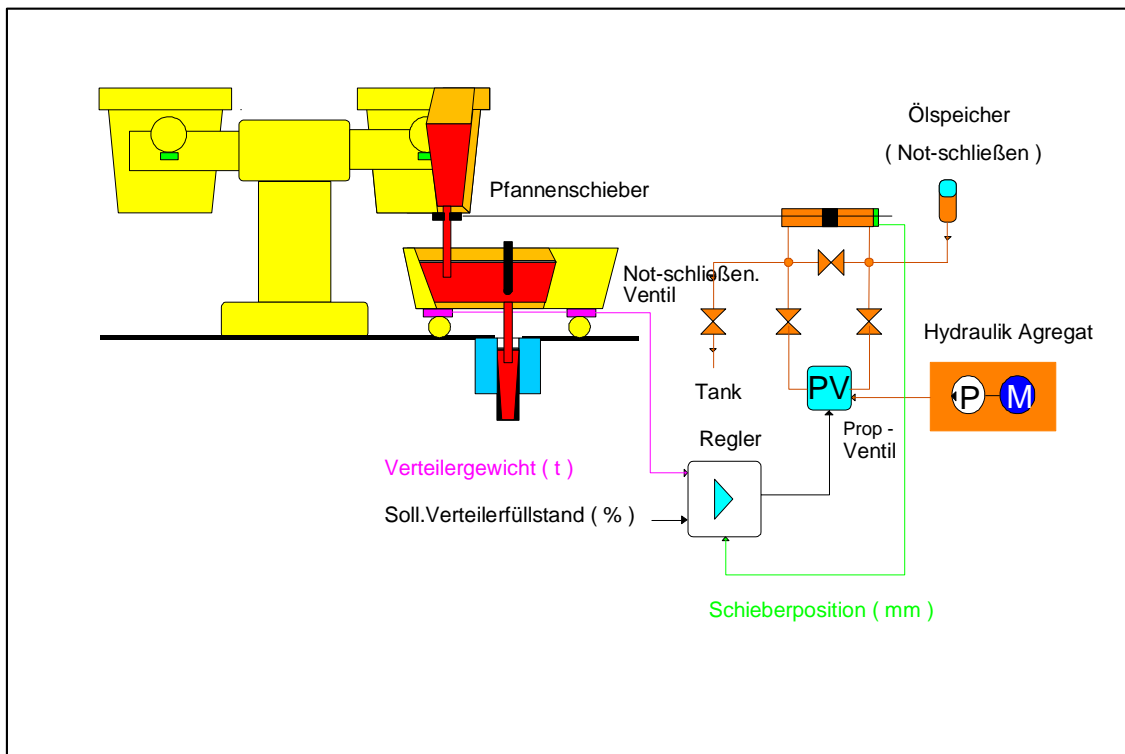 Ölspeicher
( Not-schließen )
Pfannenschieber
Not-schließen.
Ventil
Hydraulik Agregat
Tank
PV
P
M
Prop -
Ventil
Regler
Verteilergewicht ( t )
Soll.Verteilerfüllstand ( % )
Schieberposition ( mm )